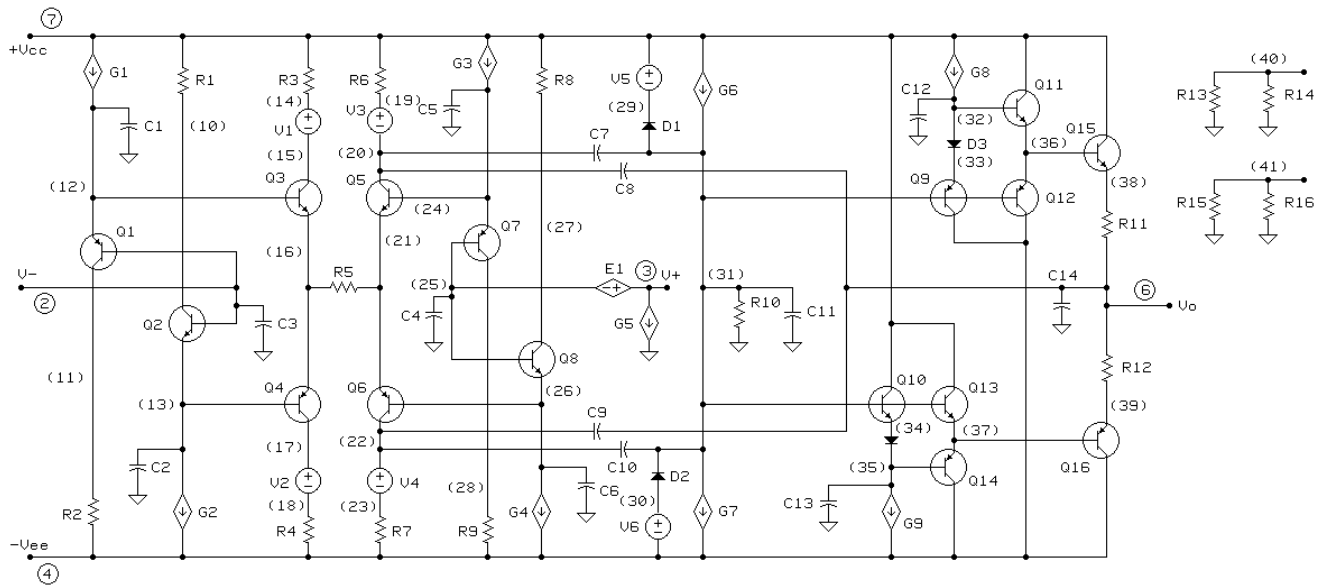 7
+Vcc
G1
R1
R3
R6
G3
R8
V5
G6
G8
Q11
(40)
(14)
(19)
C5
(29)
C12
R13
R14
C1
(10)
V1
V3
D1
(32)
Q15
(15)
(20)
C7
D3
(36)
(33)
(12)
Q3
Q5
C8
Q9
Q12
(38)
(41)
R15
R16
(24)
Q7
Q1
(16)
(21)
(27)
R11
V-
R5
(25)
E1
3
V+
(31)
C14
2
C4
R10
C11
6
Vo
Q2
C3
G5
Q8
R12
(11)
Q4
Q6
(26)
Q10
Q13
(13)
C9
(39)
(34)
(37)
(17)
(22)
C10
Q16
C2
(35)
Q14
V2
V4
(28)
C6
D2
(30)
C13
R2
G2
(18)
R4
(23)
R7
R9
G4
V6
G7
G9
-Vee
4